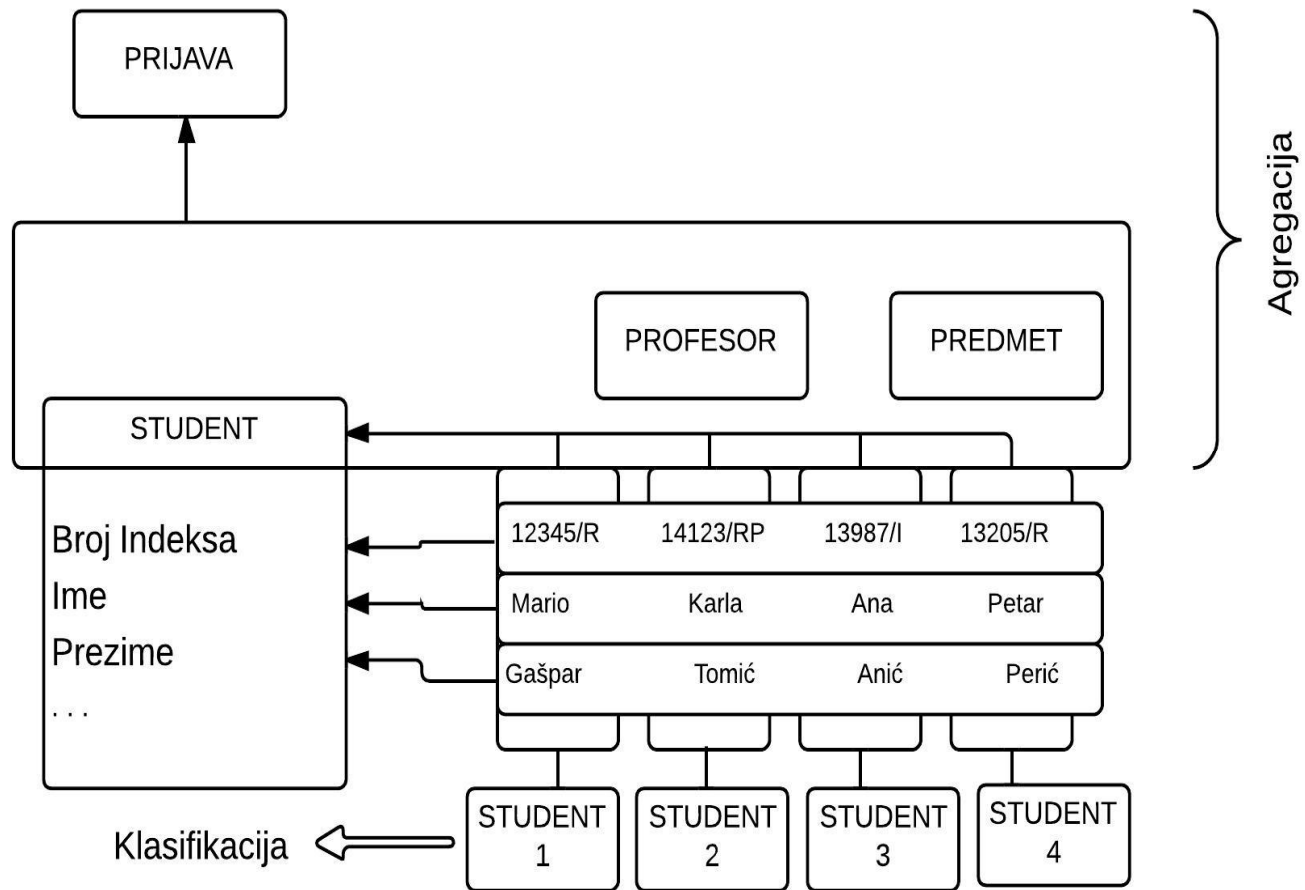 PRIJAVA
Agregacija
PROFESOR
PREDMET
STUDENT
Broj Indeksa
Ime
Prezime
. . .
12345/R 14123/RP 13987/I 13205/R
Mario Karla Ana Petar
Gašpar Tomić Anić Perić
STUDENT
1
STUDENT
2
STUDENT
3
STUDENT
4
Klasifikacija